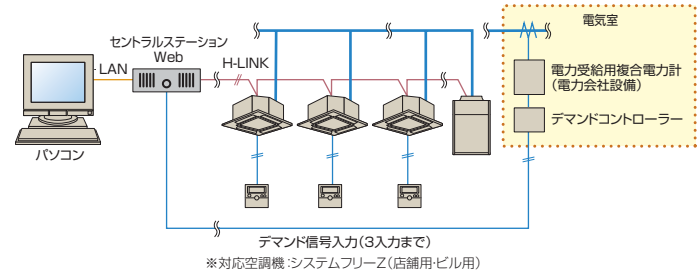 電気室
セントラルステーション
Web
LAN
H-LINK
電力受給用複合電力計
(電力会社設備)
デマンドコントローラー
パソコン
デマンド信号入力(3入力まで)
※対応空調機:システムフリーZ(店舗用・ビル用)